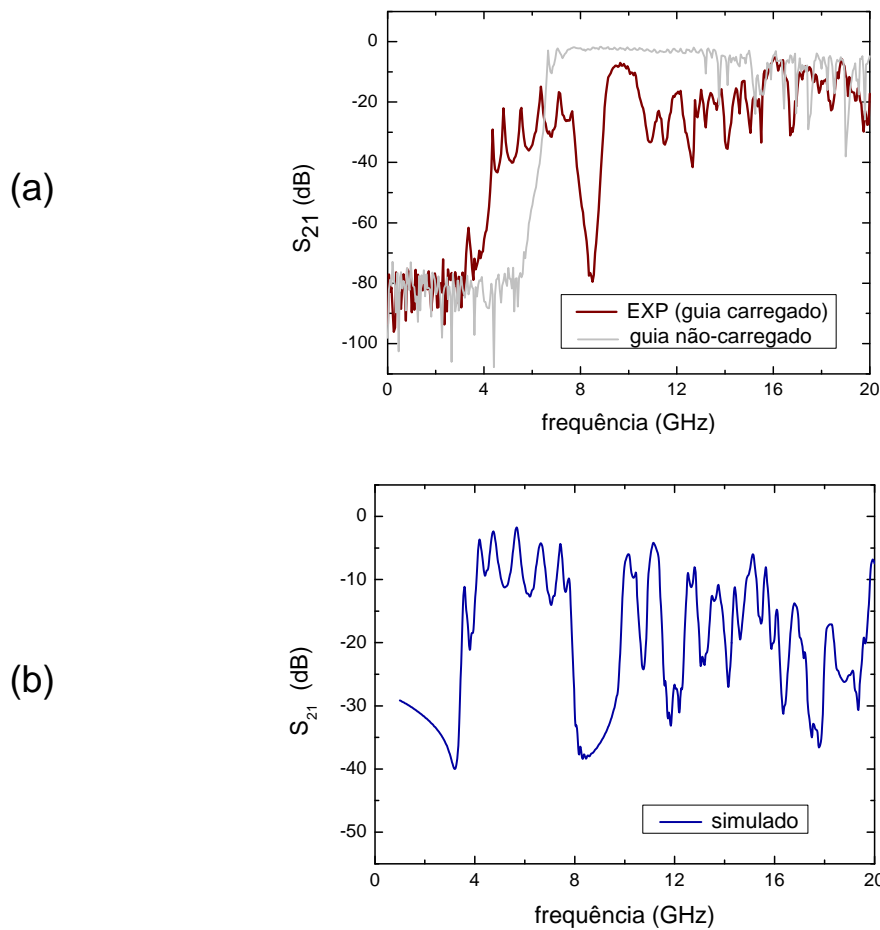 (a)
S21 (dB)
0
-20
-40
-60
-80
-100
EXP (guia carregado)
guia não-carregado
0 4 8 12 16 20
frequência (GHz)
(b)
S21 (dB)
0
-10
-20
-30
-40
-50
simulado
0 4 8 12 16 20
frequência (GHz)